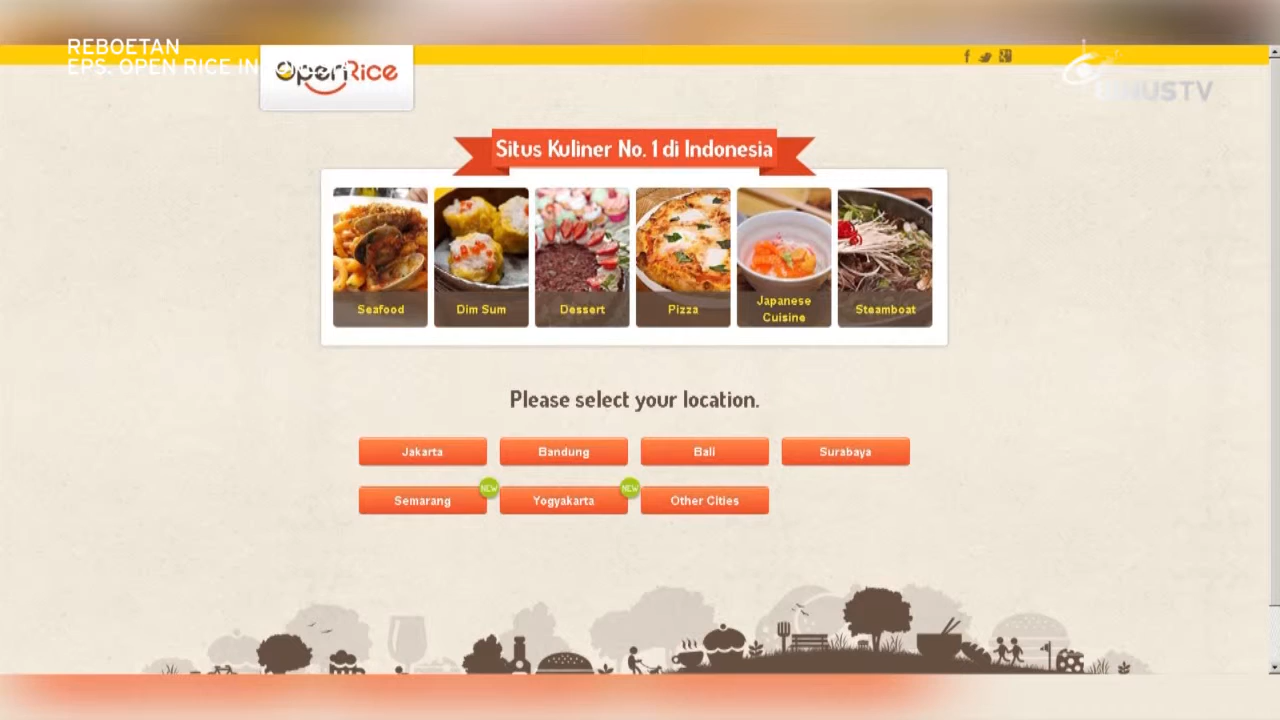 REBOETAN
EPS. OPEN RICE IN
OpenRice
Situs Kuliner No. 1 di Indonesia
Seafood
Dim Sum
Dessert
Pizza
Japanese
Cuisine
Steamboat
Please select your location.
Jakarta
Bandung
Bali
Surabaya
NEW
NEW
Semarang
Yogyakarta
Other Cities